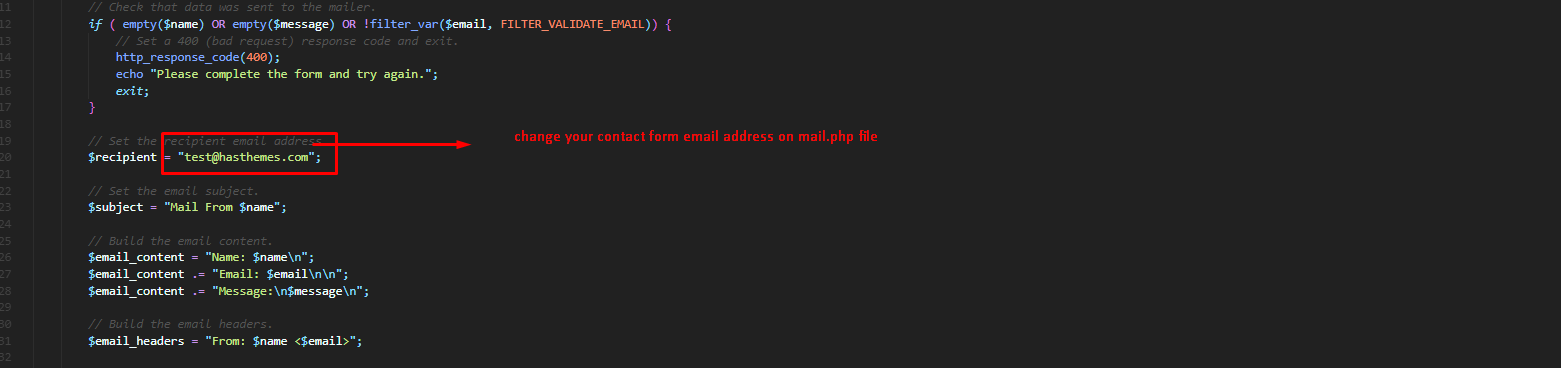 11 // Check that data was sent to the mailer.
12 if ( empty($name) OR empty($message) OR !filter_var($email, FILTER_VALIDATE_EMAIL)) {
13 // Set a 400 (bad request) response code and exit.
14 http_response_code(400);
15 echo "Please complete the form and try again.";
16 exit;
17 }
18
19 // Set the recipient email address.
change your contact form email address on mail.php file
20 $recipient = "test@hasthemes.com";
21
22 // Set the email subject.
23 $subject = "Mail From $name";
24
25 // Build the email content.
26 $email_content = "Name: $name\n";
27 $email_content .= "Email: $email\n\n";
28 $email_content .= "Message:\n$message\n";
29
30 // Build the email headers.
31 $email_headers = "From: $name <$email>";
32